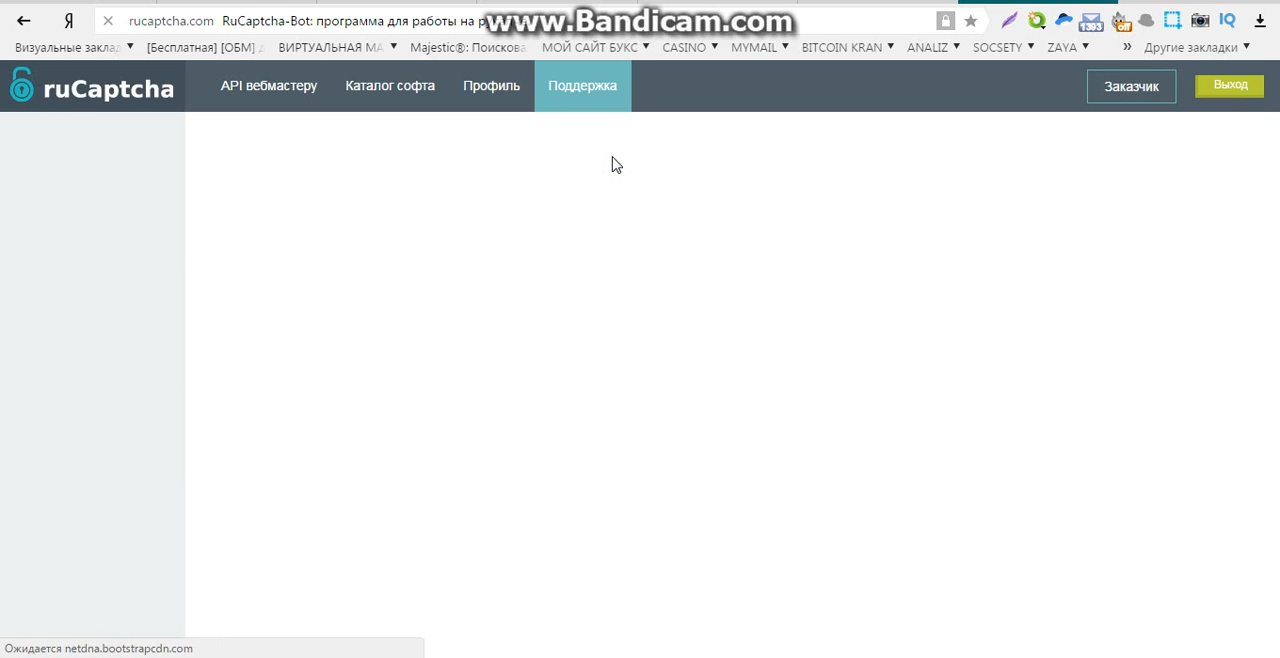 www.Bandicam.com
Я rucaptcha.com RuCaptcha-Bot: программа для работы на
Визуальные заклад [Бесплатная] [ОБМ] ВИРТУАЛЬНАЯ МА Majestic®: Поискова МОЙ САЙТ БУКС CASINO MYMAIL BITCOIN KRAN ANALIZ SOCSETY ZAYA » Другие закладки
ruCaptcha API вебмастеру Каталог софта Профиль Поддержка Заказчик Выход
Ожидается netdna.bootstrapcdn.com